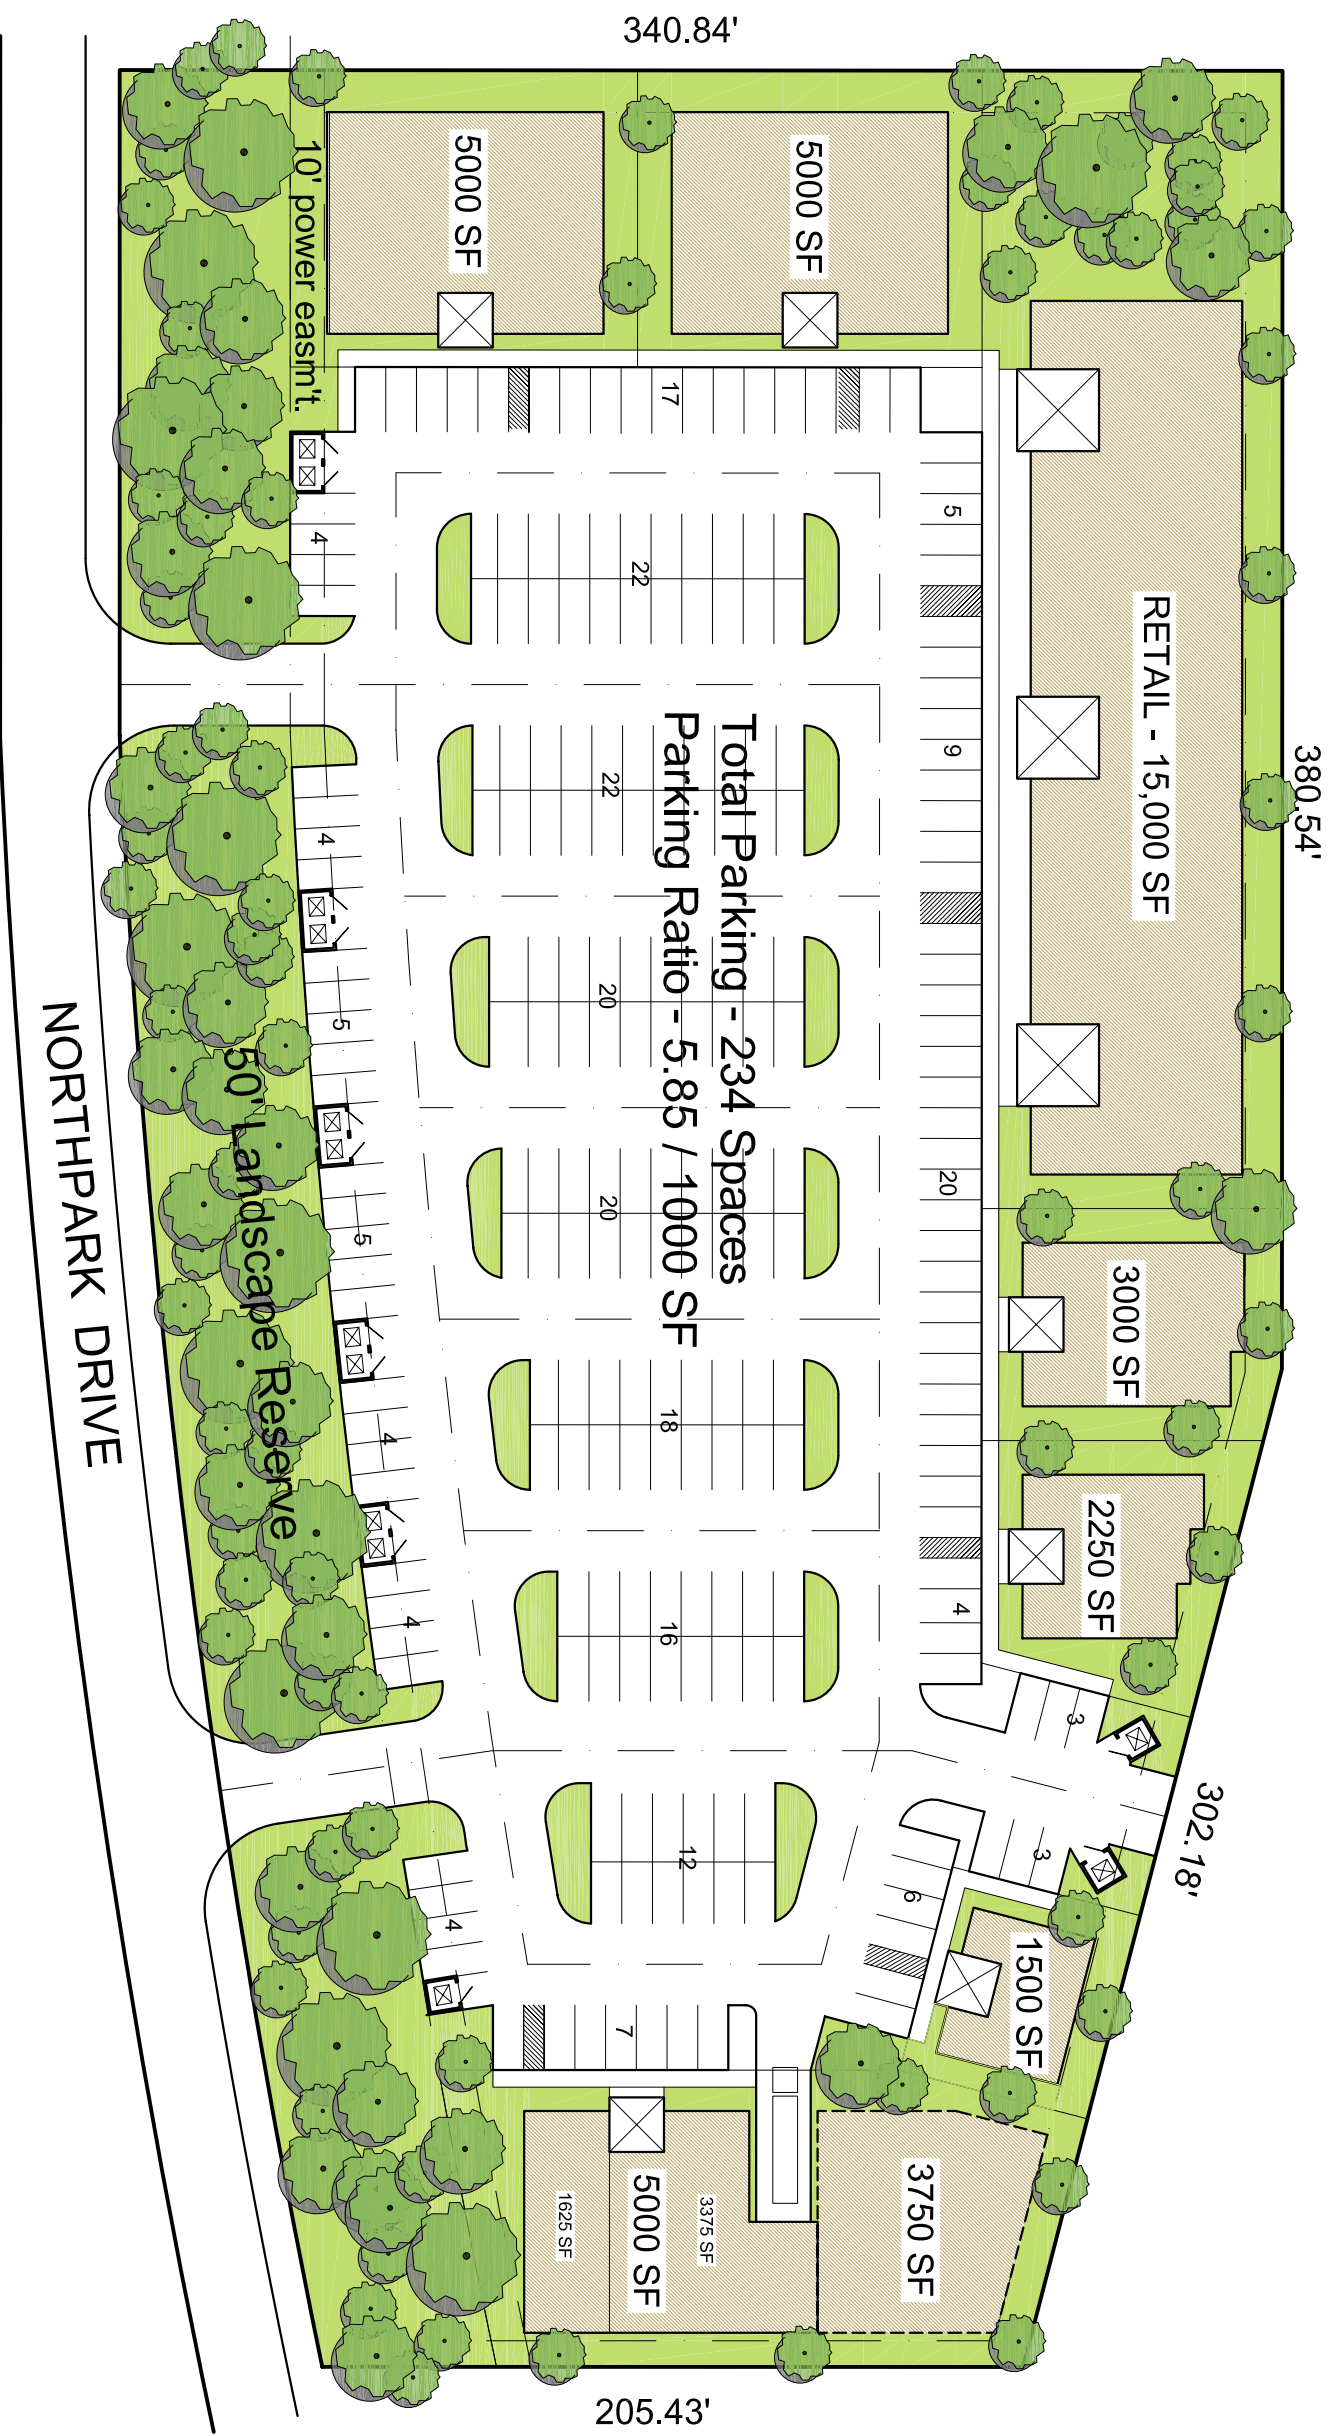 340.84'
10' power easm't.
5000 SF
5000 SF
17
4
22
5
RETAIL - 15,000 SF
380.54'
9
22
4
Total Parking - 234 Spaces
Parking Ratio - 5.85 / 1000 SF
20
5
50' Landscape Reserve
NORTHPARK DRIVE
20
20
5
3000 SF
18
4
2250 SF
16
4
4
3
302.18'
12
3
6
4
1500 SF
7
3750 SF
5000 SF
3375 SF
1625 SF
205.43'